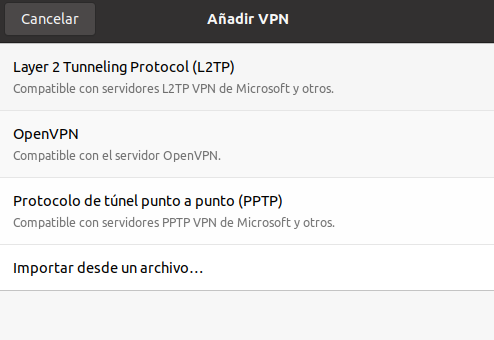 Cancelar
Añadir VPN
Layer 2 Tunneling Protocol (L2TP)
Compatible con servidores L2TP VPN de Microsoft y otros.
OpenVPN
Compatible con el servidor OpenVPN.
Protocolo de túnel punto a punto (PPTP)
Compatible con servidores PPTP VPN de Microsoft y otros.
Importar desde un archivo…